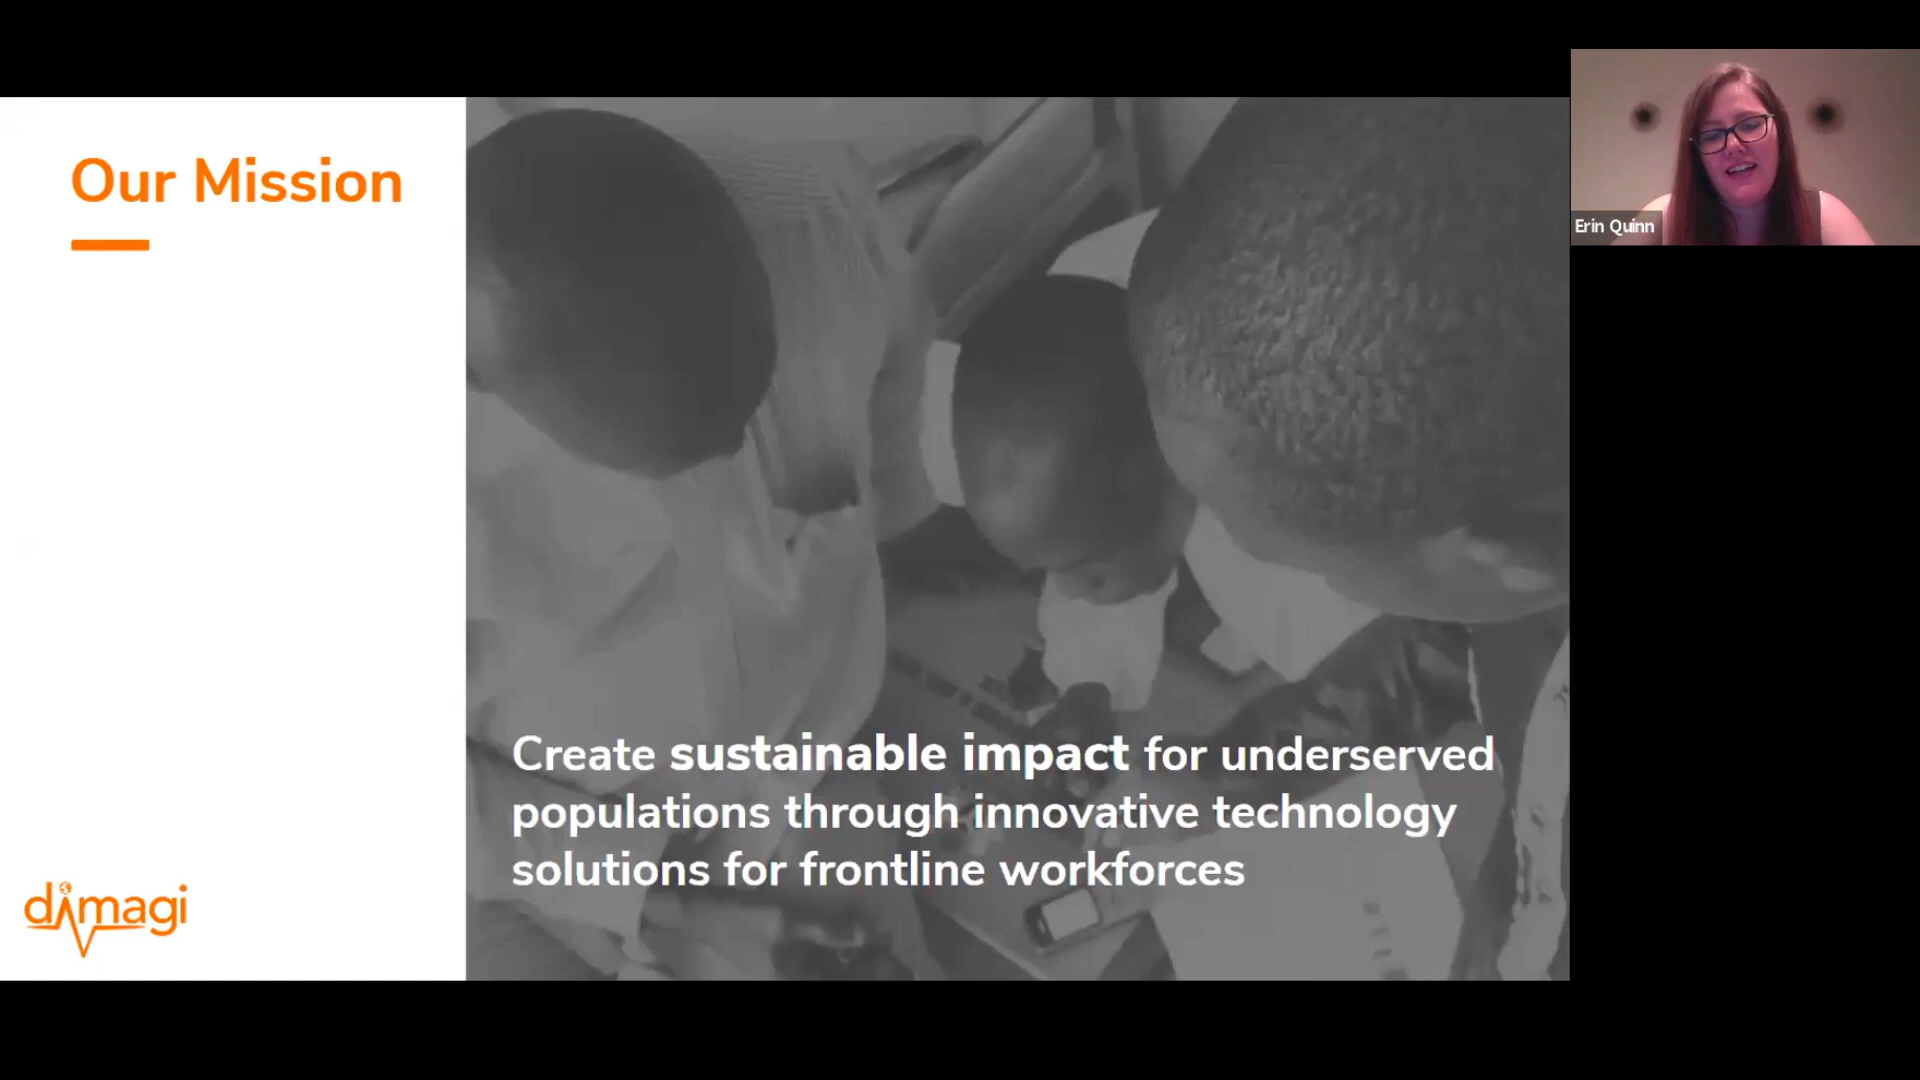 Our Mission
Erin Quinn
Create sustainable impact for underserved
populations through innovative technology
solutions for frontline workforces
dimagi